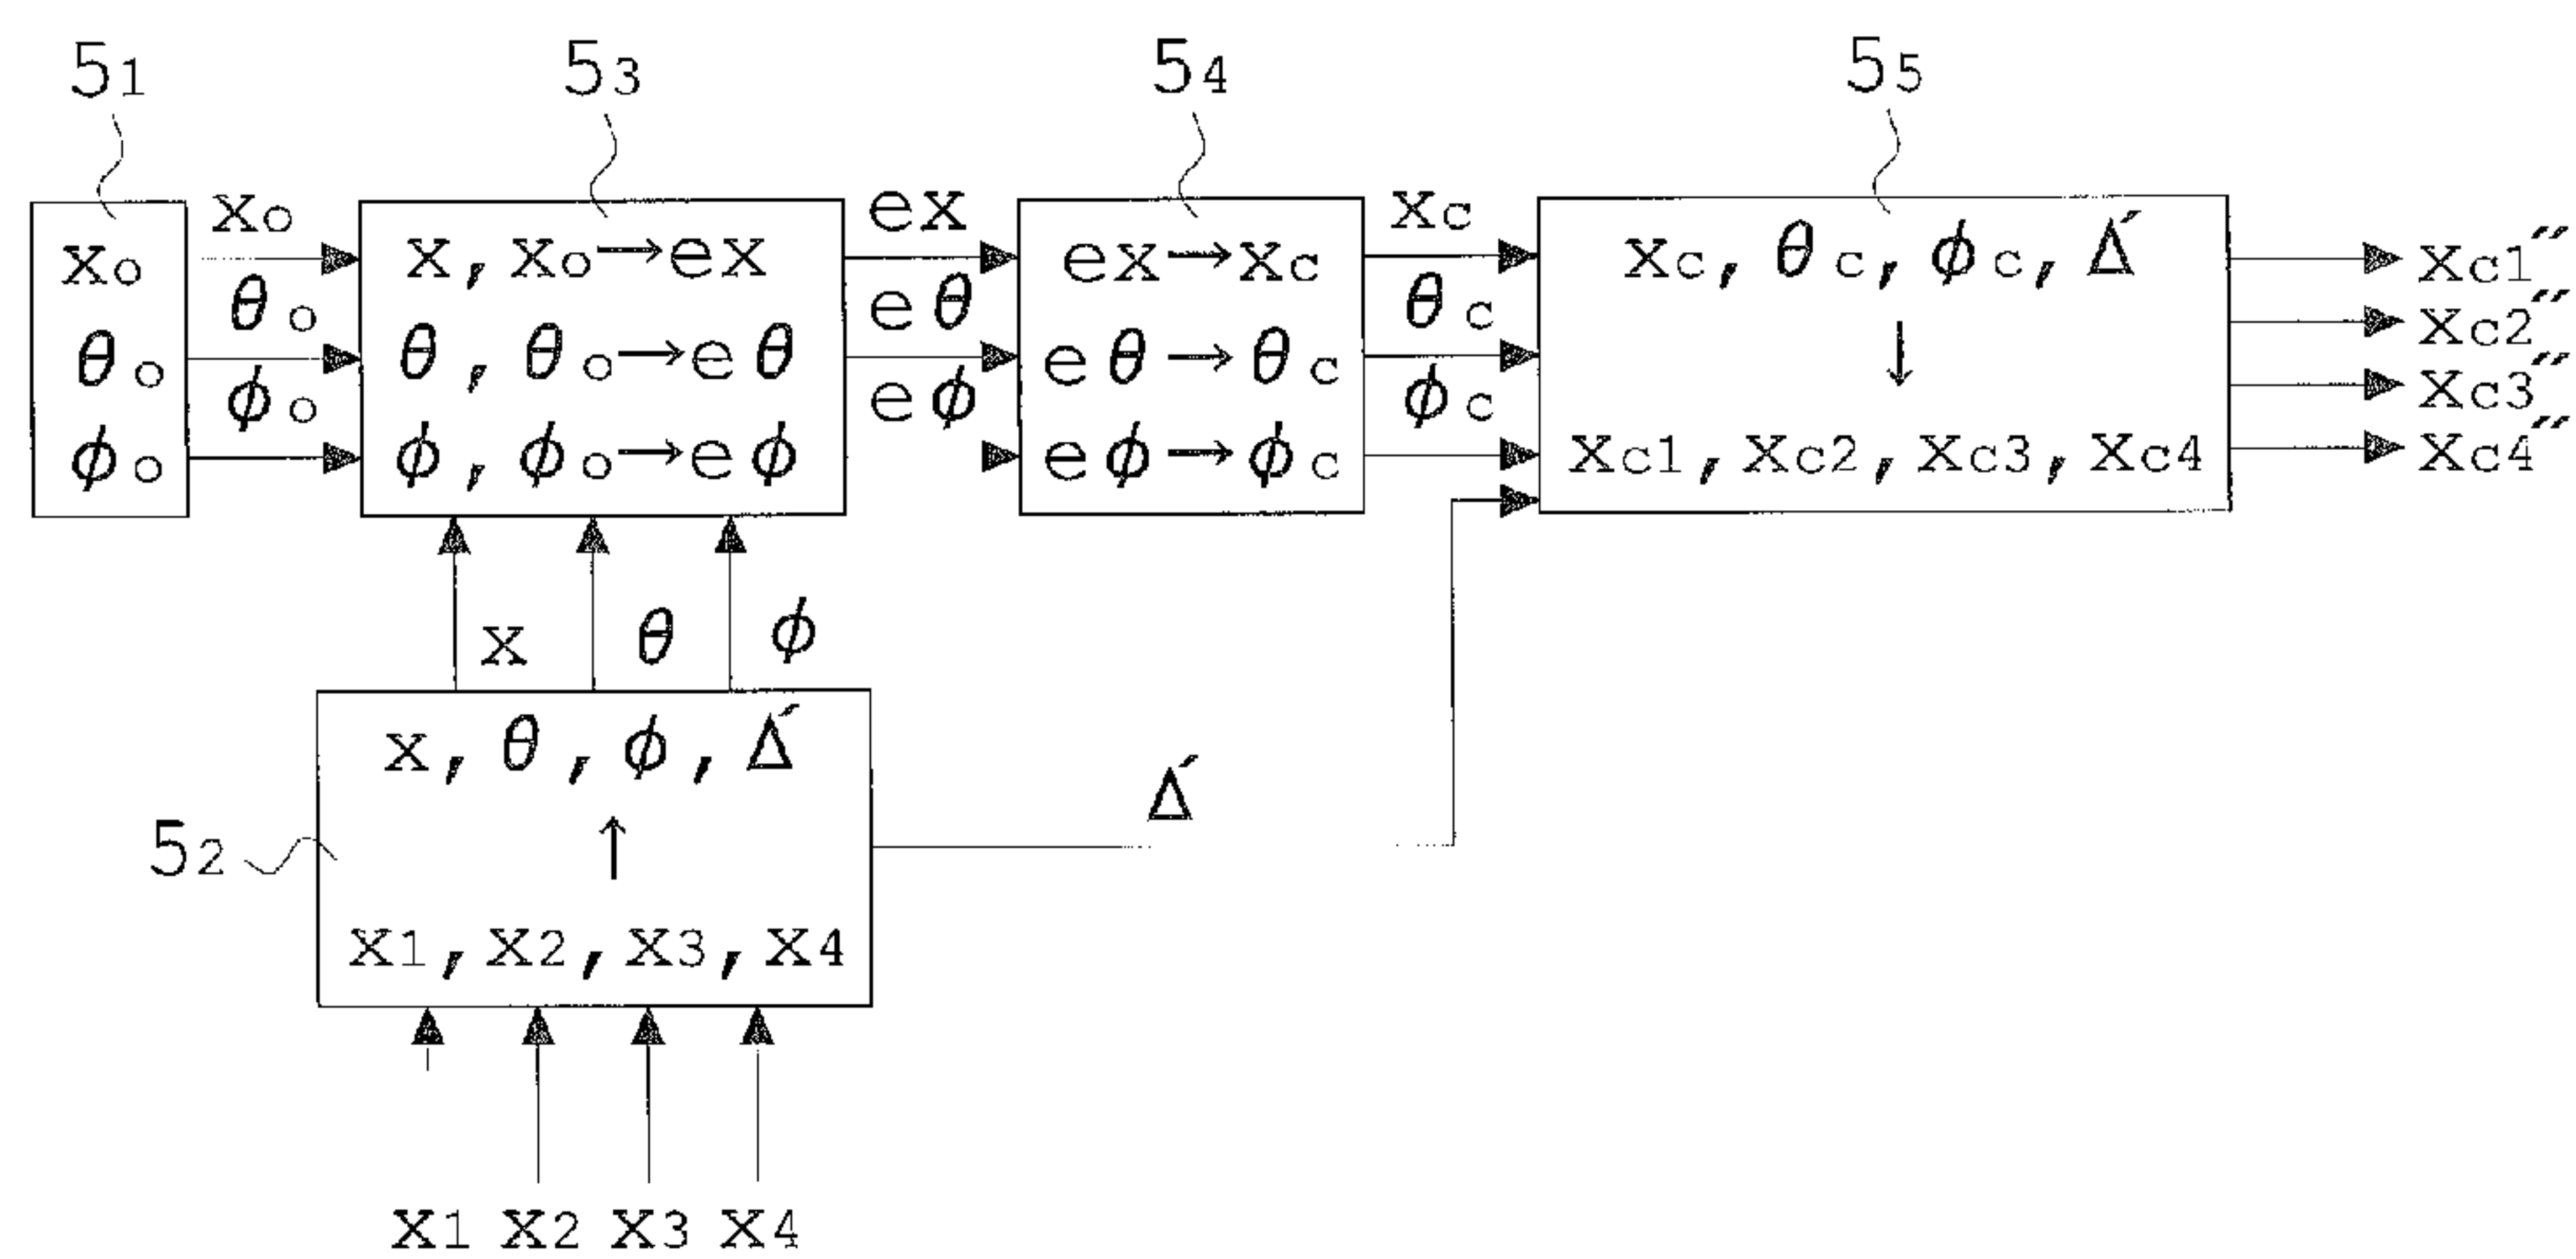 51
53
54
55
xo
θo
φo
xo
θo
φo
x, xo→ex
θ, θo→eθ
φ, φo→eφ
ex
eθ
eφ
ex→xc
eθ→θc
eφ→φc
xc
θc
φc
xc, θc, φc, Δ′
↓
xc1, xc2, xc3, xc4
xc1″
xc2″
xc3″
xc4″
x θ φ
52
x, θ, φ, Δ′
↑
x1, x2, x3, x4
Δ′
x1 x2 x3 x4